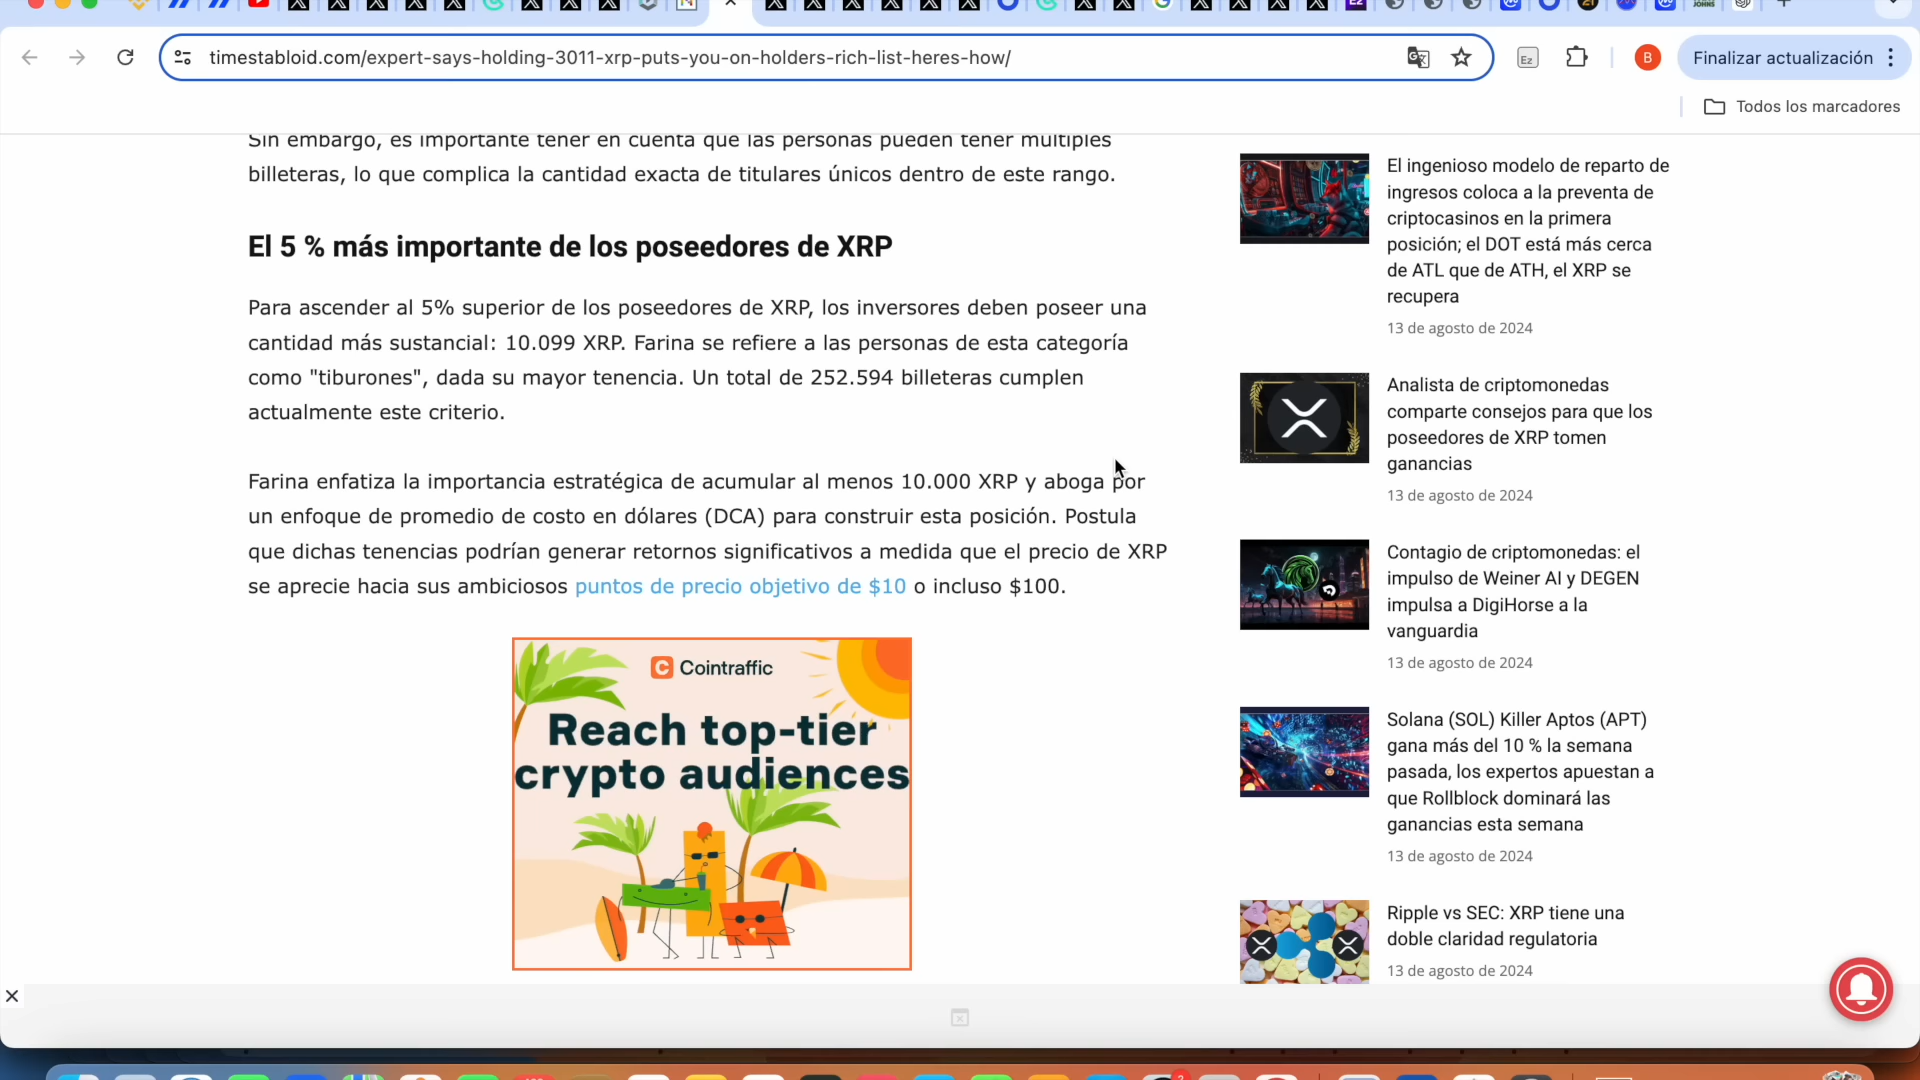 timestabloid.com/expert-says-holding-3011-xrp-puts-you-on-holders-rich-list-heres-how/
Ez
B
Finalizar actualización
Todos los marcadores
Sin embargo, es importante tener en cuenta que las personas pueden tener múltiples
billeteras, lo que complica la cantidad exacta de titulares únicos dentro de este rango.
El 5 % más importante de los poseedores de XRP
Para ascender al 5% superior de los poseedores de XRP, los inversores deben poseer una
cantidad más sustancial: 10.099 XRP. Farina se refiere a las personas de esta categoría
como "tiburones", dada su mayor tenencia. Un total de 252.594 billeteras cumplen
actualmente este criterio.
Farina enfatiza la importancia estratégica de acumular al menos 10.000 XRP y aboga por
un enfoque de promedio de costo en dólares (DCA) para construir esta posición. Postula
que dichas tenencias podrían generar retornos significativos a medida que el precio de XRP
se aprecie hacia sus ambiciosos puntos de precio objetivo de $10 o incluso $100.
Cointraffic
Reach top-tier
crypto audiences
El ingenioso modelo de reparto de
ingresos coloca a la preventa de
criptocasinos en la primera
posición; el DOT está más cerca
de ATL que de ATH, el XRP se
recupera
13 de agosto de 2024
Analista de criptomonedas
comparte consejos para que los
poseedores de XRP tomen
ganancias
13 de agosto de 2024
Contagio de criptomonedas: el
impulso de Weiner AI y DEGEN
impulsa a DigiHorse a la
vanguardia
13 de agosto de 2024
Solana (SOL) Killer Aptos (APT)
gana más del 10 % la semana
pasada, los expertos apuestan a
que Rollblock dominará las
ganancias esta semana
13 de agosto de 2024
Ripple vs SEC: XRP tiene una
doble claridad regulatoria
13 de agosto de 2024